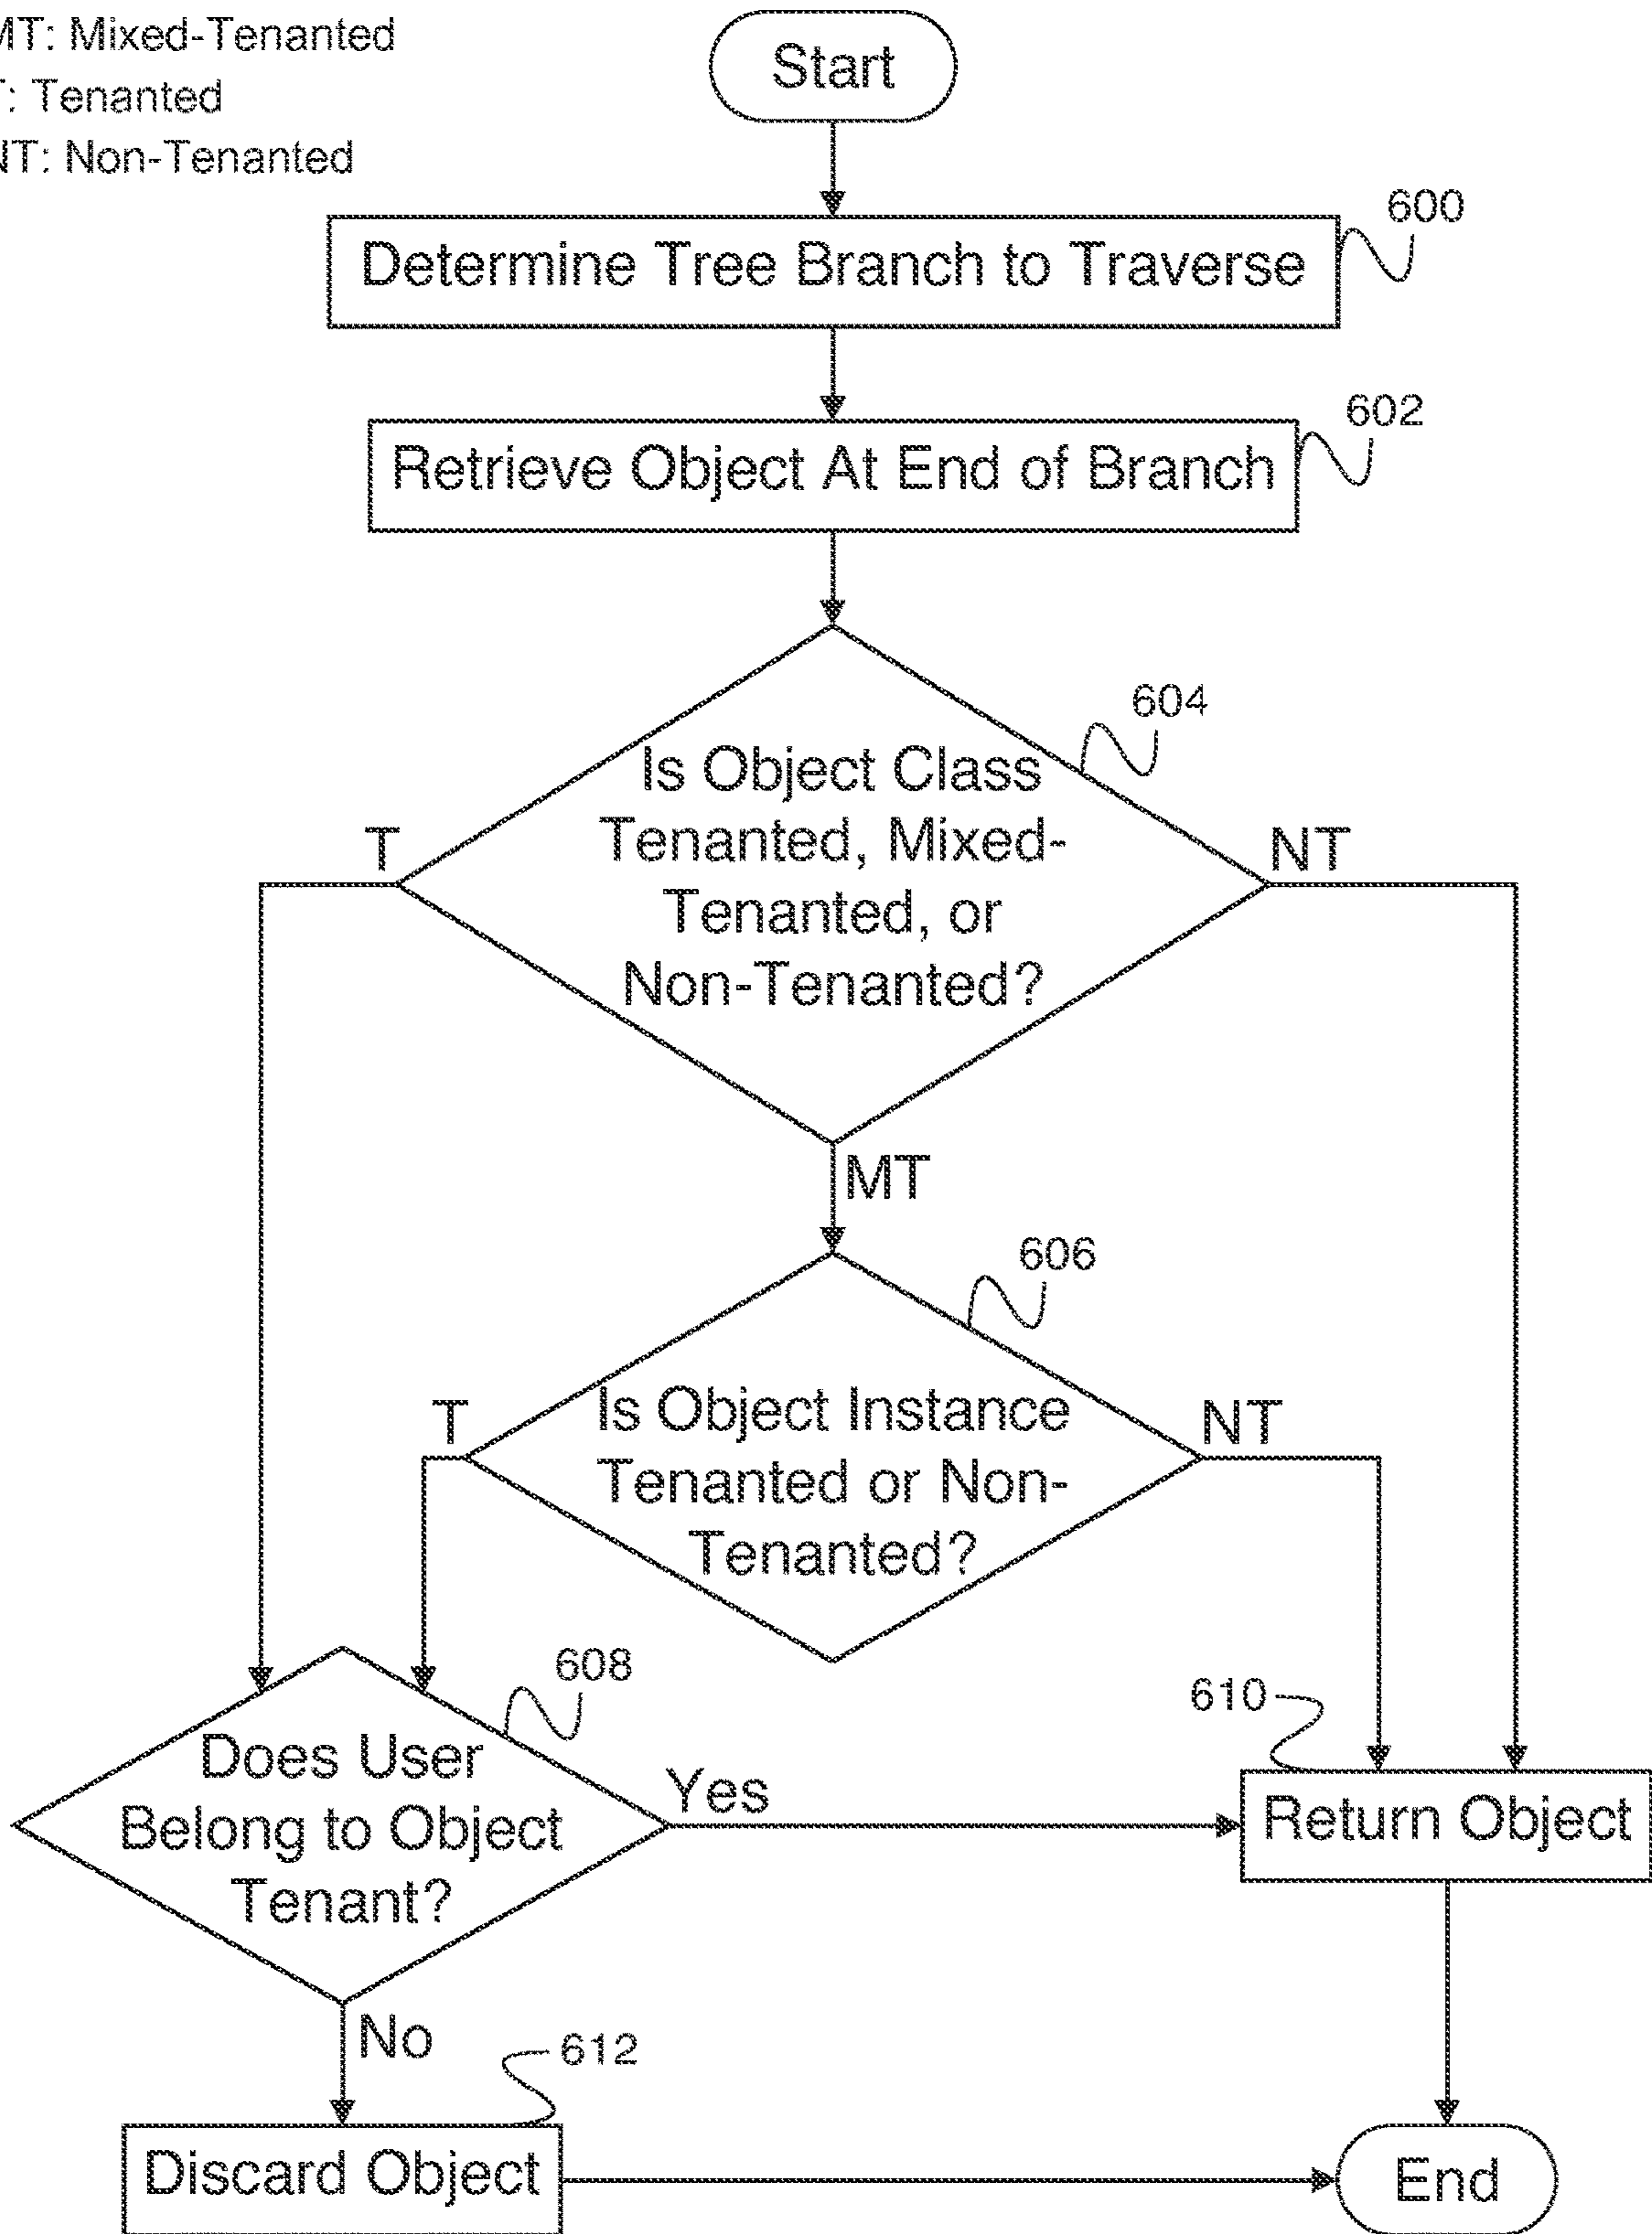 MT: Mixed-Tenanted
T: Tenanted
NT: Non-Tenanted
Start
600
Determine Tree Branch to Traverse
602
Retrieve Object At End of Branch
604
Is Object Class
Tenanted, Mixed-
Tenanted, or
Non-Tenanted?
T
NT
MT
606
Is Object Instance
Tenanted or Non-
Tenanted?
T
NT
608
Does User
Belong to Object
Tenant?
Yes
610
Return Object
No
612
Discard Object
End